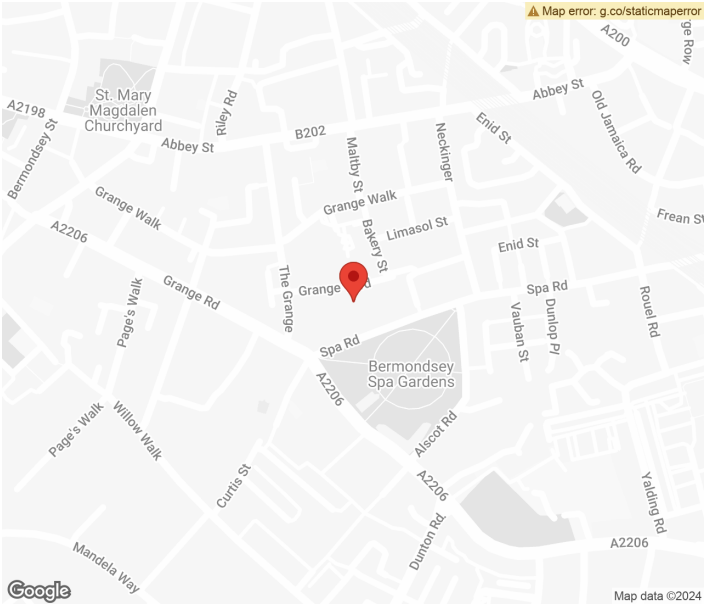 Map error: g.co/staticmaperror
A200
rge Row
St. Mary
Magdalen
Churchyard
A2198
Riley Rd
Abbey St
Old Jamaica Rd
Enid St
B202
Neckinger
Abbey St
Bermondsey St
Maltby St
Grange Walk
Grange Walk
Frean St
A2206
Limasol St
Bakery St
Enid St
Grange
d
Spa Rd
The Grange
Grange Rd
Page's Walk
Rouel Rd
Dunlop Pl
Vauban St
Spa Rd
Bermondsey
Spa Gardens
A2206
Page's Walk
Willow Walk
Alscot Rd
Curtis St
A2206
Yalding Rd
Dunton Rd.
A2206
Mandela Way
Google
Map data ©2024